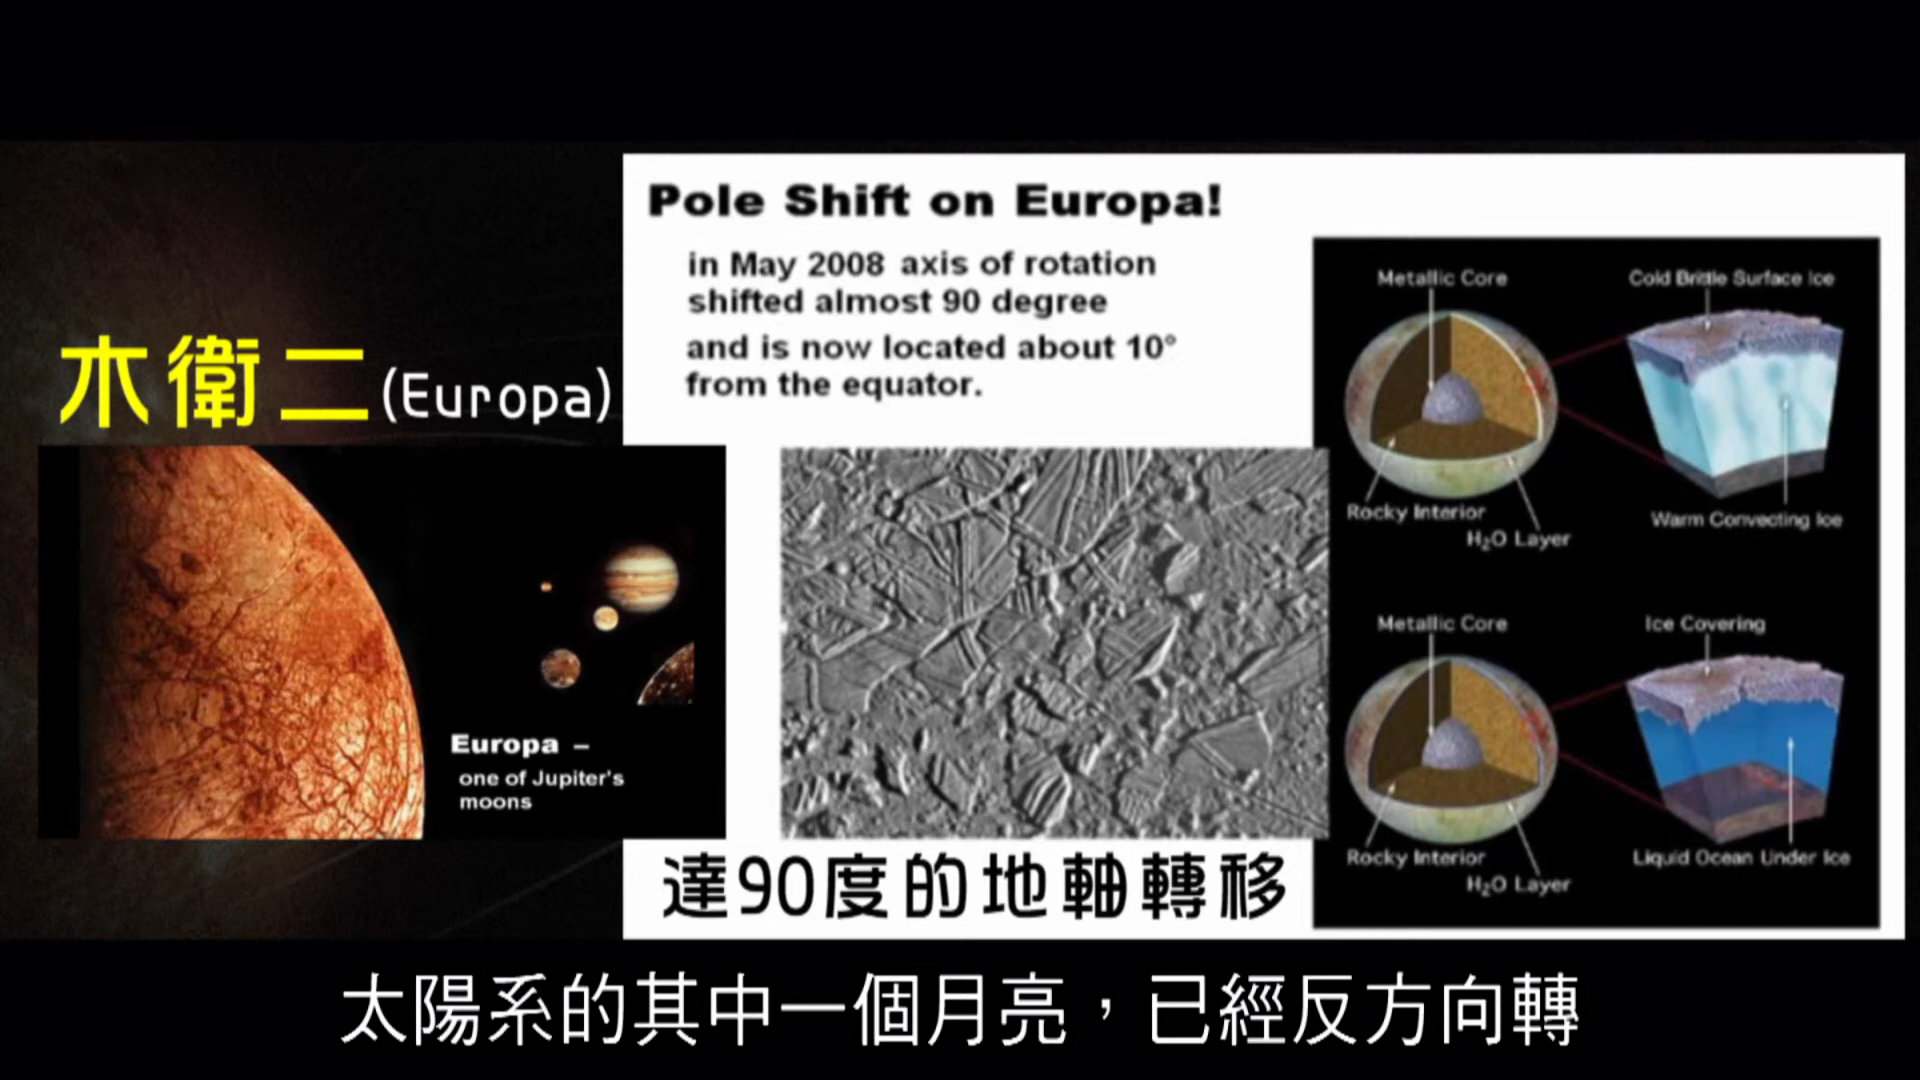 Pole Shift on Europa!
in May 2008 axis of rotation
shifted almost 90 degree
and is now located about 10°
from the equator.
木衛二(Europa)
Europa –
one of Jupiter's
moons
Metallic Core
Cold Brittle Surface Ice
Rocky Interior
H₂O Layer
Warm Convecting Ice
Metallic Core
Ice Covering
Rocky Interior
H₂O Layer
Liquid Ocean Under Ice
達90度的地軸轉移
太陽系的其中一個月亮，已經反方向轉